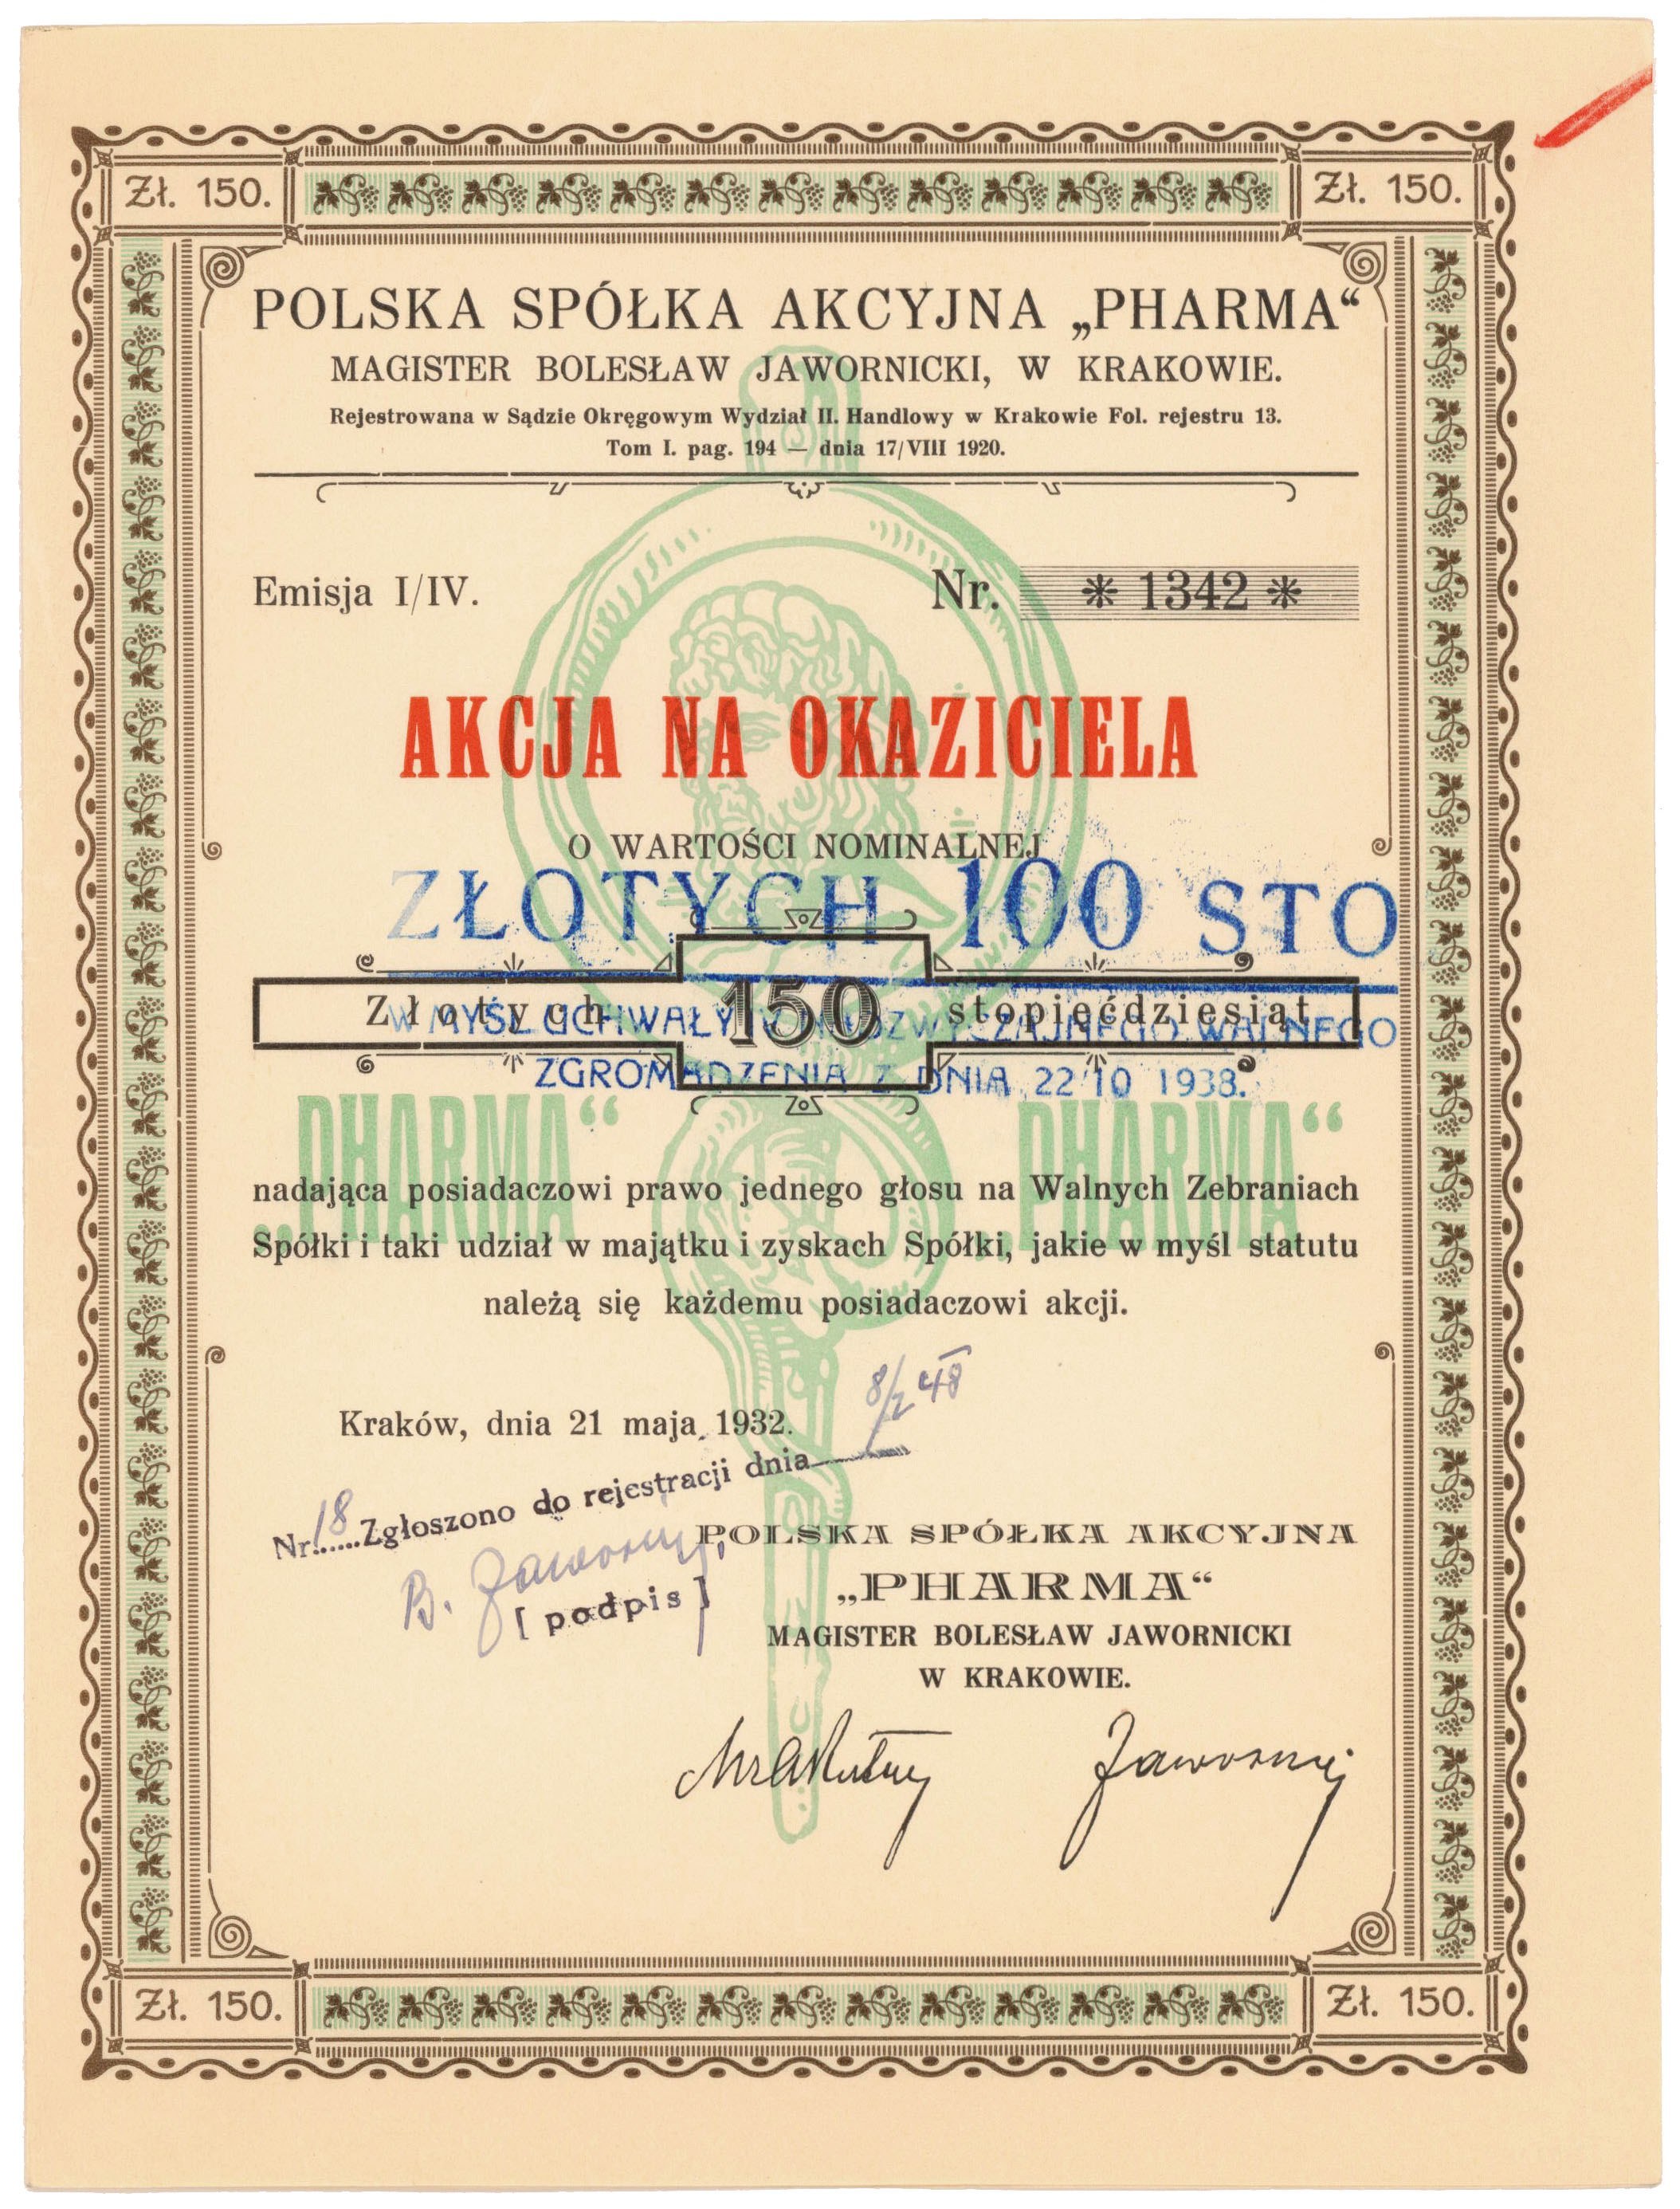 Zł. 150.
Zł. 150.
POLSKA SPÓŁKA AKCYJNA „PHARMA“
MAGISTER BOLESŁAW JAWORNICKI, W KRAKOWIE.
Rejestrowana w Sądzie Okręgowym Wydział II. Handlowy w Krakowie Fol. rejestru 13.
Tom I. pag. 194 — dnia 17/VIII 1920.
Emisja I/IV.
Nr. * 1342 *
AKCJA NA OKAZICIELA
O WARTOŚCI NOMINALNEJ
ZŁOTYCH 100 STO
Złotych 150 stopięćdziesiąt
W MYŚL UCHWAŁY NADZWYCZAJNEGO WALNEGO
ZGROMADZENIA Z DNIA 22/10 1938.
„PHARMA“ „PHARMA“
nadająca posiadaczowi prawo jednego głosu na Walnych Zebraniach
Spółki i taki udział w majątku i zyskach Spółki, jakie w myśl statutu
należą się każdemu posiadaczowi akcji.
Kraków, dnia 21 maja 1932.
Nr. 18 Zgłoszono do rejestracji dnia
B.
[podpis]
POLSKA SPÓŁKA AKCYJNA
„PHARMA“
MAGISTER BOLESŁAW JAWORNICKI
W KRAKOWIE.
Zł. 150.
Zł. 150.